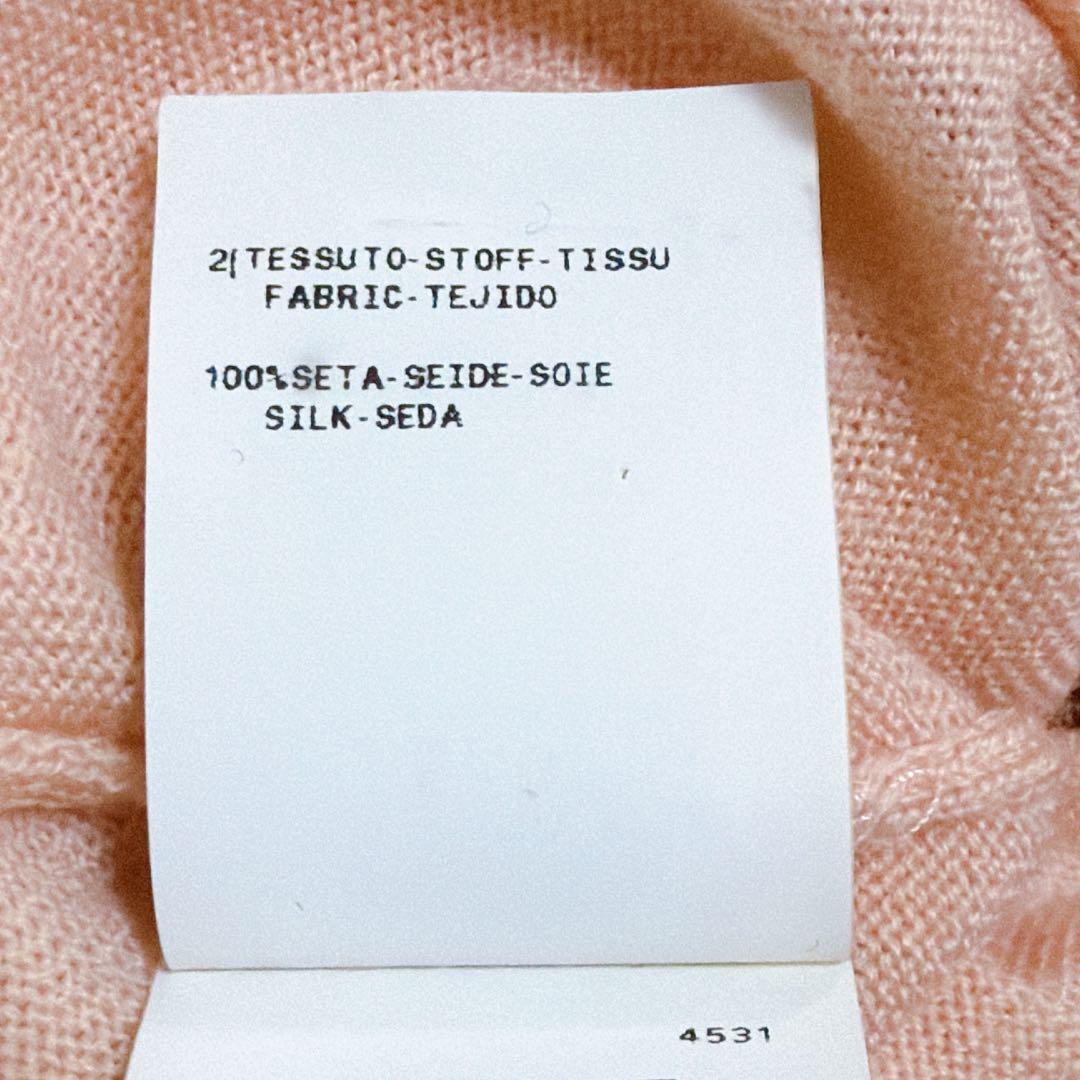 2(TESSUTO-STOFF-TISSU
FABRIC-TEJIDO
100%SETA-SEIDE-SOIE
SILK-SEDA
4531